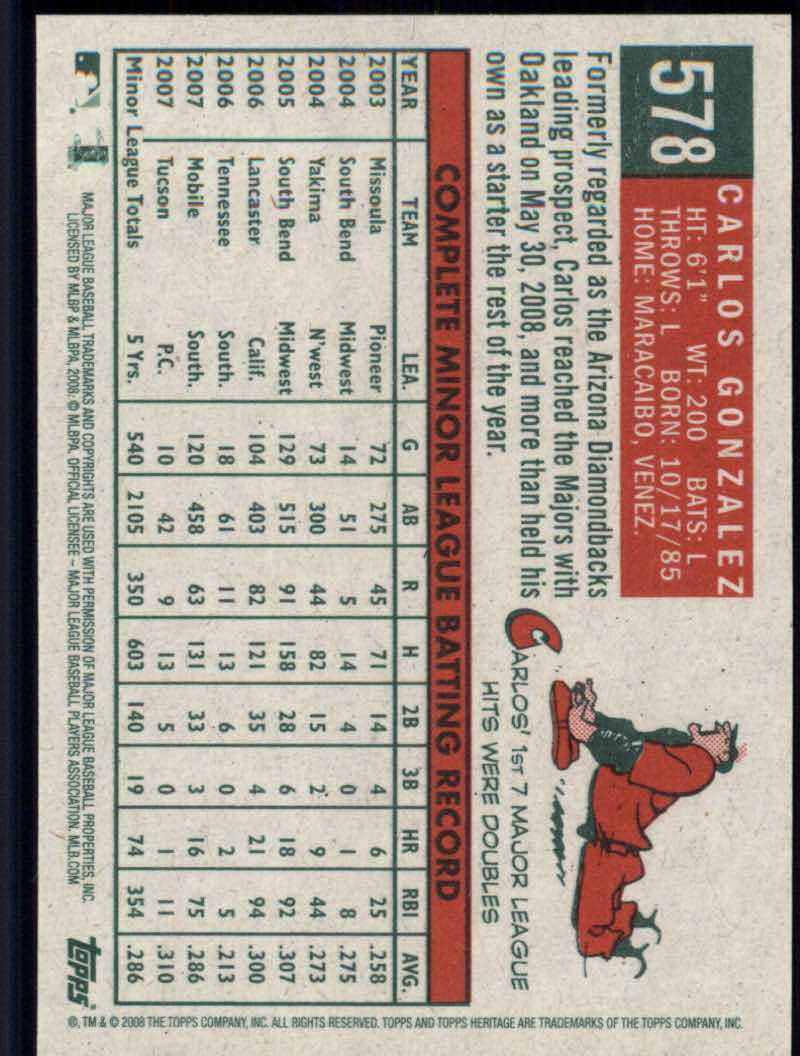 578
CARLOS GONZALEZ
HT: 6'1" WT: 200 BATS: L
THROWS: L BORN: 10/17/85
HOME: MARACAIBO, VENEZ.
Formerly regarded as the Arizona Diamondbacks
leading prospect, Carlos reached the Majors with
Oakland on May 30, 2008, and more than held his
own as a starter the rest of the year.
CARLOS' 1ST 7 MAJOR LEAGUE
HITS WERE DOUBLES
COMPLETE MINOR LEAGUE BATTING RECORD
YEAR TEAM LEA. G AB R H 2B 3B HR RBI AVG.
2003 Missoula Pioneer 72 275 45 71 14 4 6 25 .258
2004 South Bend Midwest 14 51 5 14 4 0 1 8 .275
2004 Yakima N'west 73 300 44 82 15 2 9 44 .273
2005 South Bend Midwest 129 515 91 158 28 6 18 92 .307
2006 Lancaster Calif. 104 403 82 121 35 4 21 94 .300
2006 Tennessee South. 18 61 11 13 6 0 2 5 .213
2007 Mobile South. 120 458 63 131 33 3 16 75 .286
2007 Tucson P.C. 10 42 9 13 5 0 1 11 .310
Minor League Totals 5 Yrs. 540 2105 350 603 140 19 74 354 .286
MAJOR LEAGUE BASEBALL TRADEMARKS AND COPYRIGHTS ARE USED WITH PERMISSION OF MAJOR LEAGUE BASEBALL PROPERTIES, INC.
LICENSED BY MLBP & MLBPA, 2008. © MLBPA, OFFICIAL LICENSEE – MAJOR LEAGUE BASEBALL PLAYERS ASSOCIATION. MLB.COM
topps
®, TM & © 2008 THE TOPPS COMPANY, INC. ALL RIGHTS RESERVED. TOPPS AND TOPPS HERITAGE ARE TRADEMARKS OF THE TOPPS COMPANY, INC.